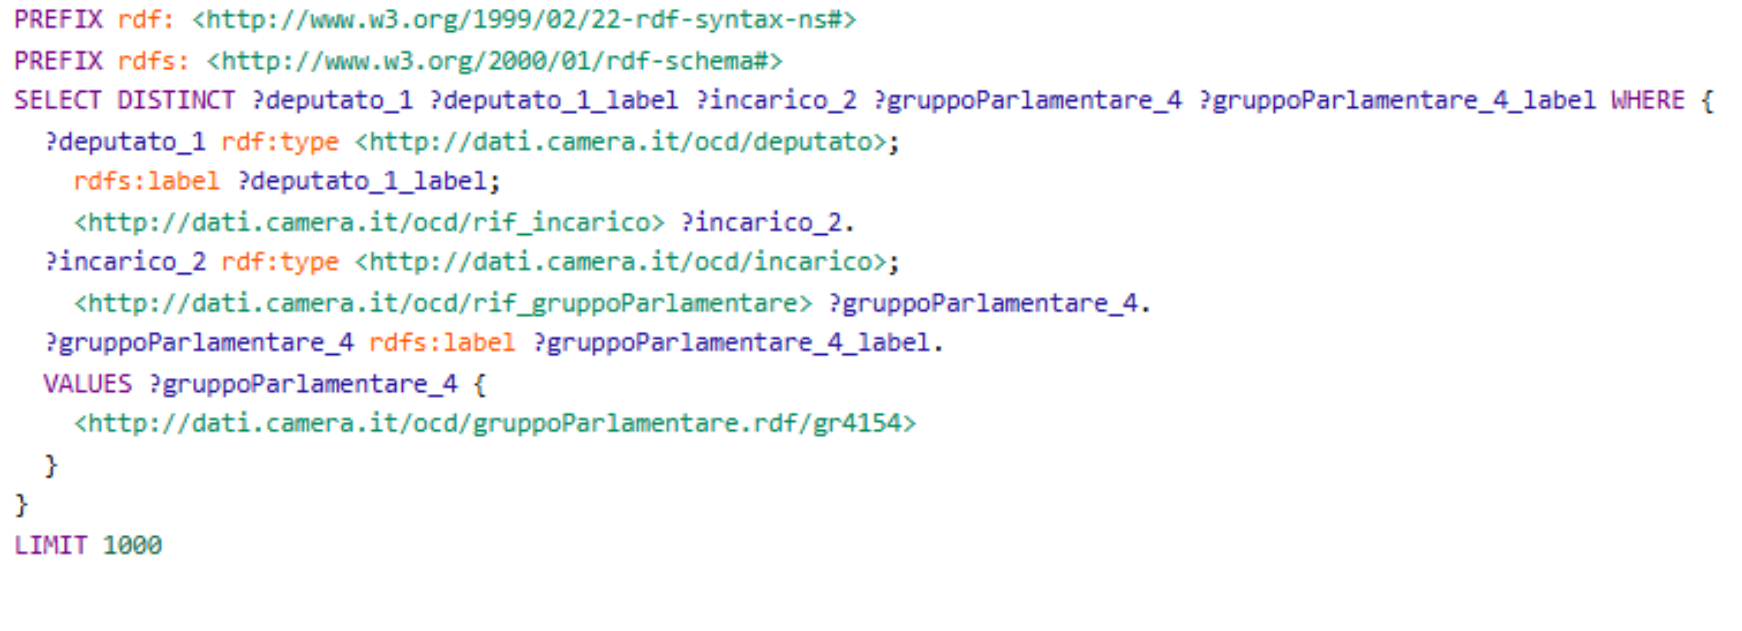 PREFIX rdf: <http://www.w3.org/1999/02/22-rdf-syntax-ns#>
PREFIX rdfs: <http://www.w3.org/2000/01/rdf-schema#>
SELECT DISTINCT ?deputato_1 ?deputato_1_label ?incarico_2 ?gruppoParlamentare_4 ?gruppoParlamentare_4_label WHERE {
  ?deputato_1 rdf:type <http://dati.camera.it/ocd/deputato>;
    rdfs:label ?deputato_1_label;
    <http://dati.camera.it/ocd/rif_incarico> ?incarico_2.
  ?incarico_2 rdf:type <http://dati.camera.it/ocd/incarico>;
    <http://dati.camera.it/ocd/rif_gruppoParlamentare> ?gruppoParlamentare_4.
  ?gruppoParlamentare_4 rdfs:label ?gruppoParlamentare_4_label.
  VALUES ?gruppoParlamentare_4 {
    <http://dati.camera.it/ocd/gruppoParlamentare.rdf/gr4154>
  }
}
LIMIT 1000